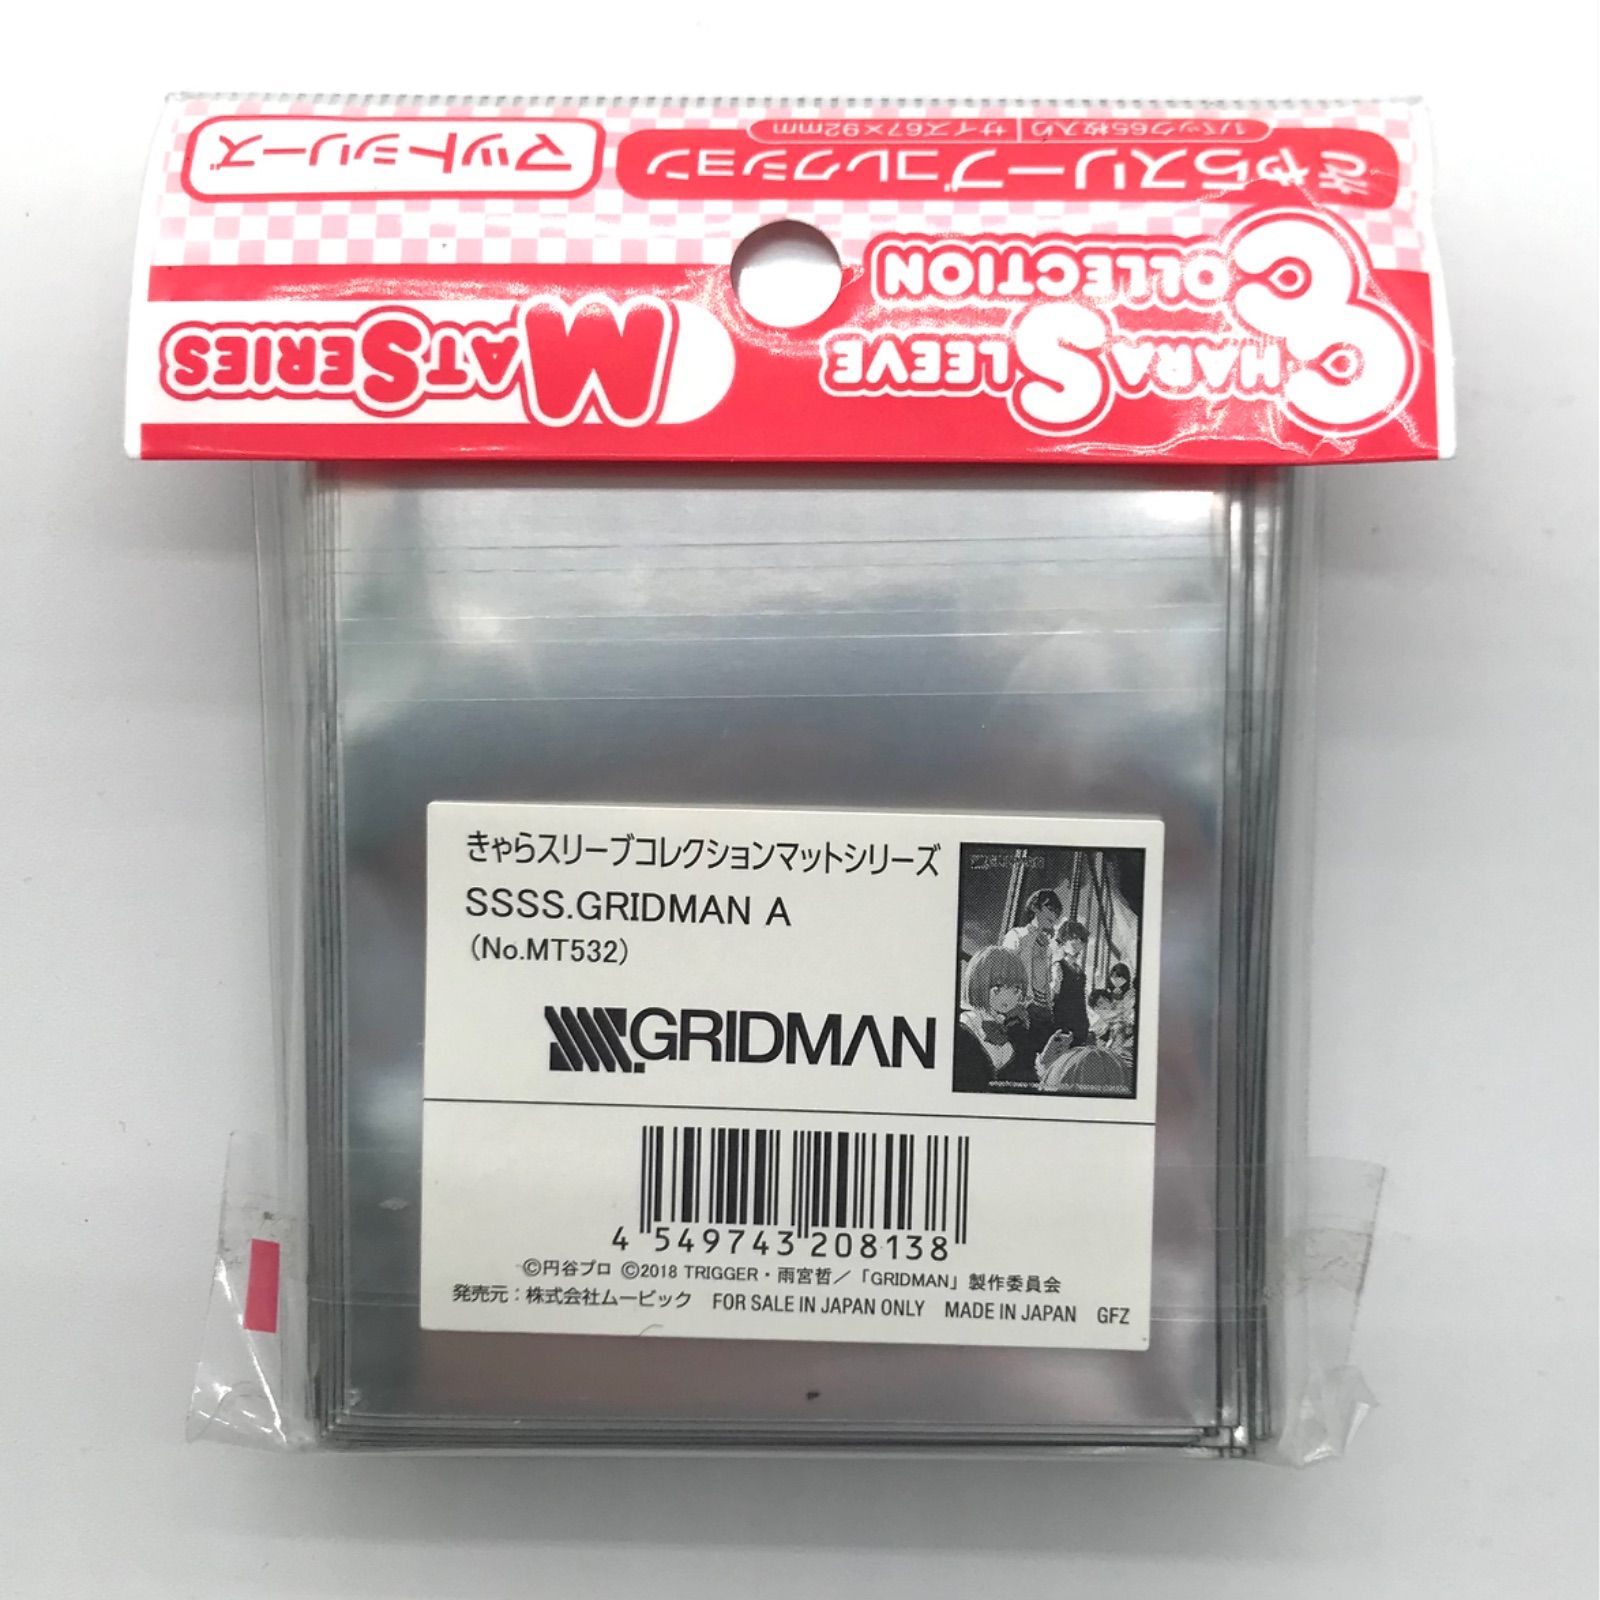 きゃらスリーブコレクション
マットシリーズ
1パック65枚入り サイズ67×92mm
CHARA SLEEVE
COLLECTION
MAT SERIES
きゃらスリーブコレクションマットシリーズ
SSSS.GRIDMAN A
(No.MT532)
SSSS.GRIDMAN
4 549743 208138
©円谷プロ ©2018 TRIGGER・雨宮哲／「GRIDMAN」製作委員会
発売元：株式会社ムービック FOR SALE IN JAPAN ONLY MADE IN JAPAN GFZ